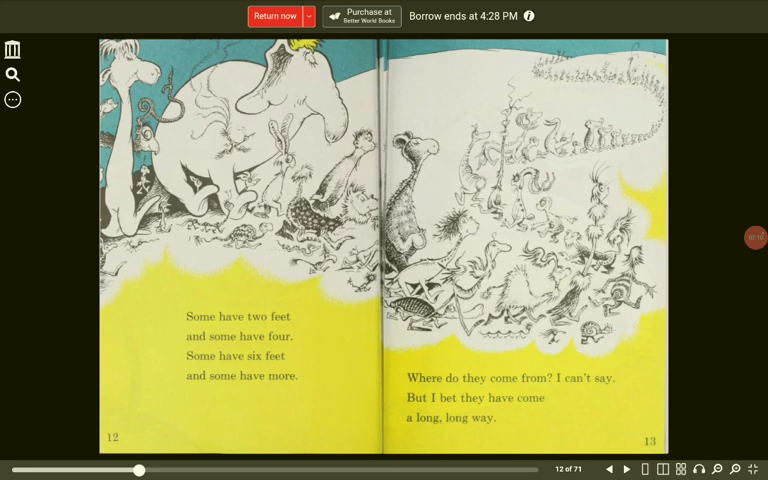 Return now
Purchase at
Better World Books
Borrow ends at 4:28 PM
Some have two feet
and some have four.
Some have six feet
and some have more.
12
Where do they come from? I can't say.
But I bet they have come
a long, long way.
13
12 of 71